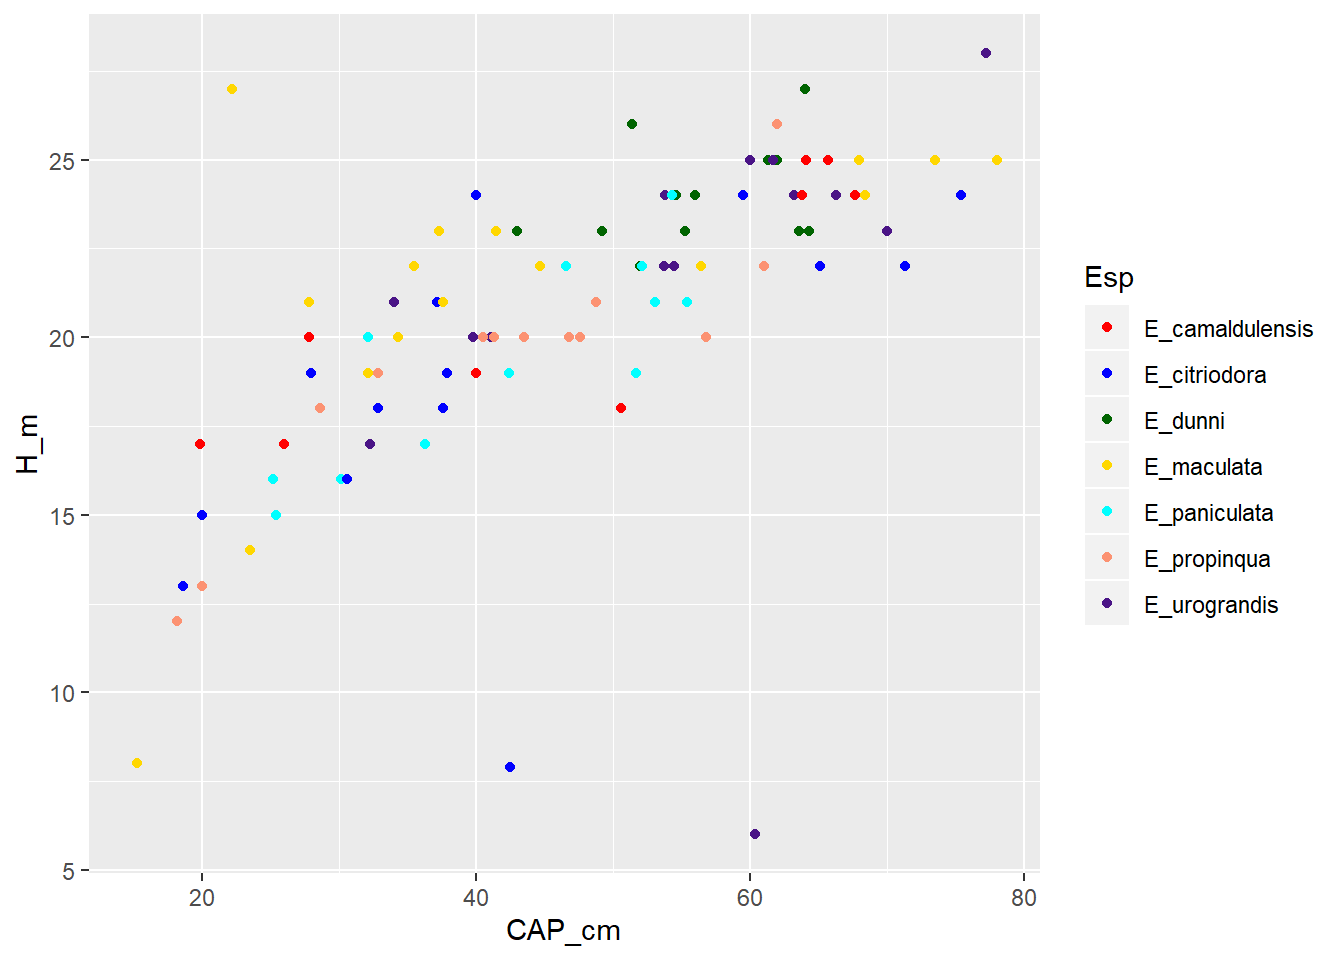 25
20
15
10
5
H_m
20 40 60 80
CAP_cm
Esp
E_camaldulensis
E_citriodora
E_dunni
E_maculata
E_paniculata
E_propinqua
E_urograndis